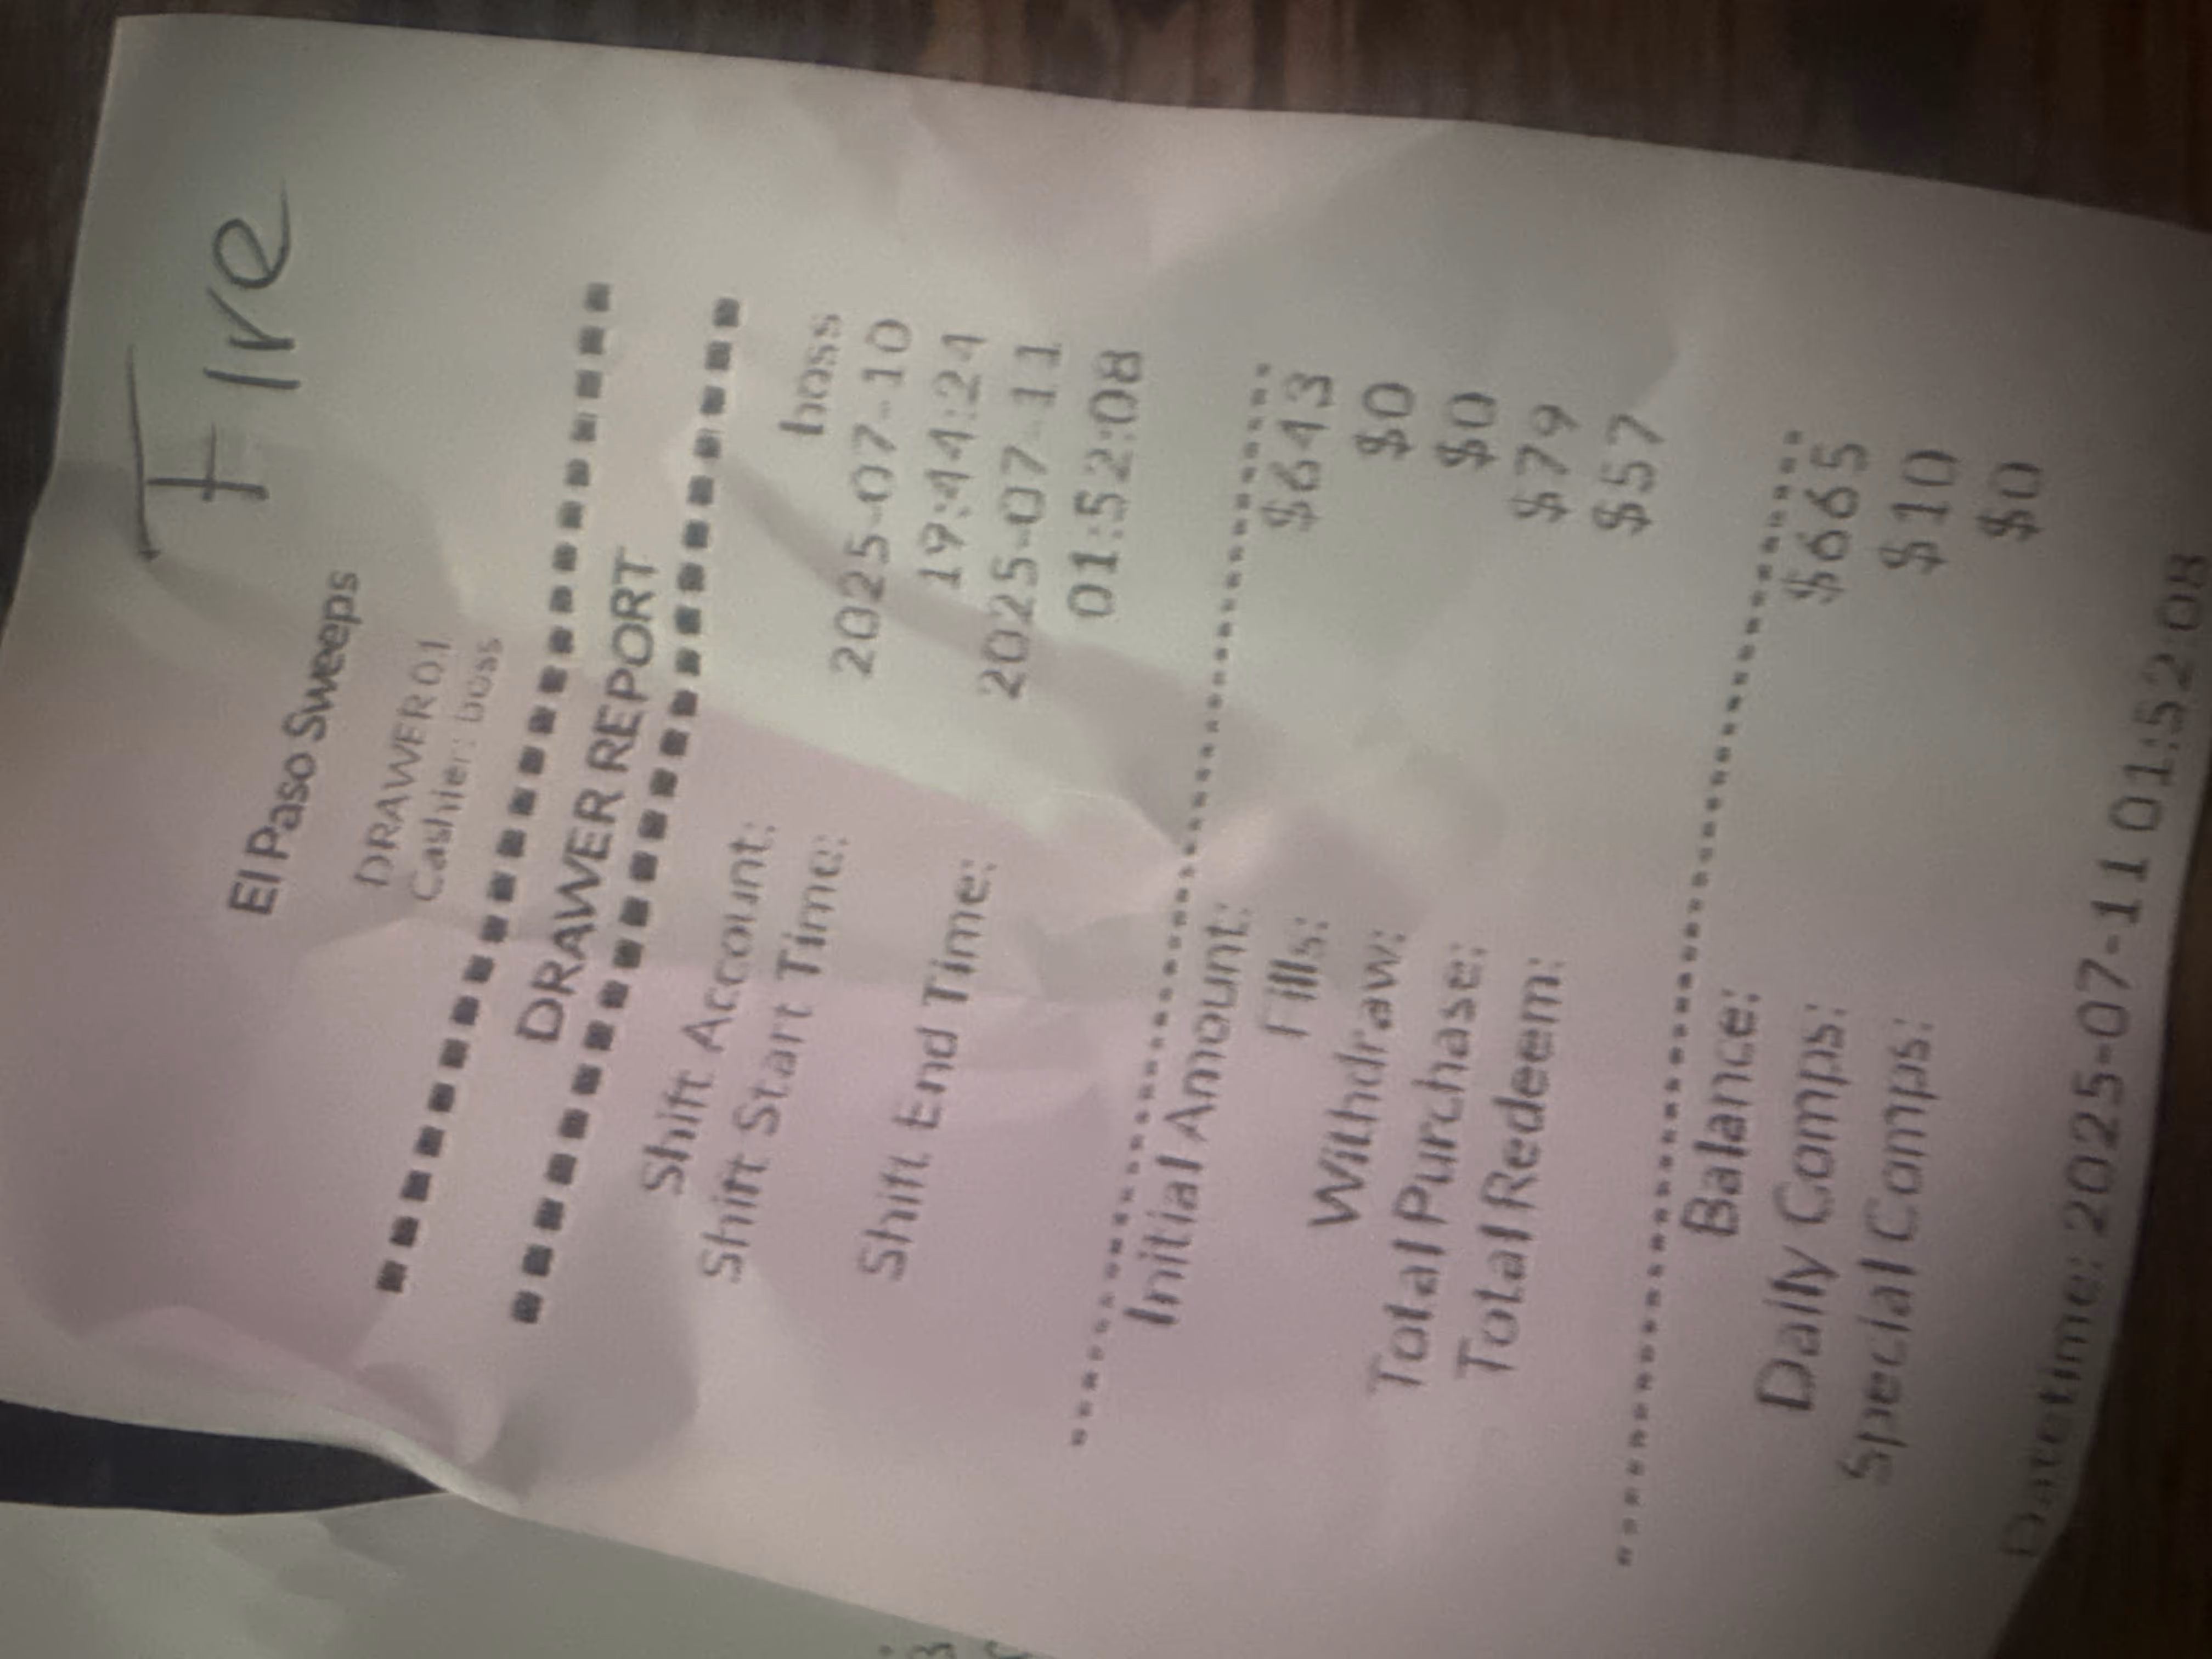 Fire
El Paso Sweeps
DRAWER 01
Cashier: boss
DRAWER REPORT
Shift Account: boss
Shift Start Time: 2025-07-10
19:44:24
Shift End Time: 2025-07-11
01:52:08
Initial Amount: $643
Fills: $0
Withdraw: $0
Total Purchase: $79
Total Redeem: $57
Balance: $665
Daily Comps: $10
Special Comps: $0
Datetime: 2025-07-11 01:52:08